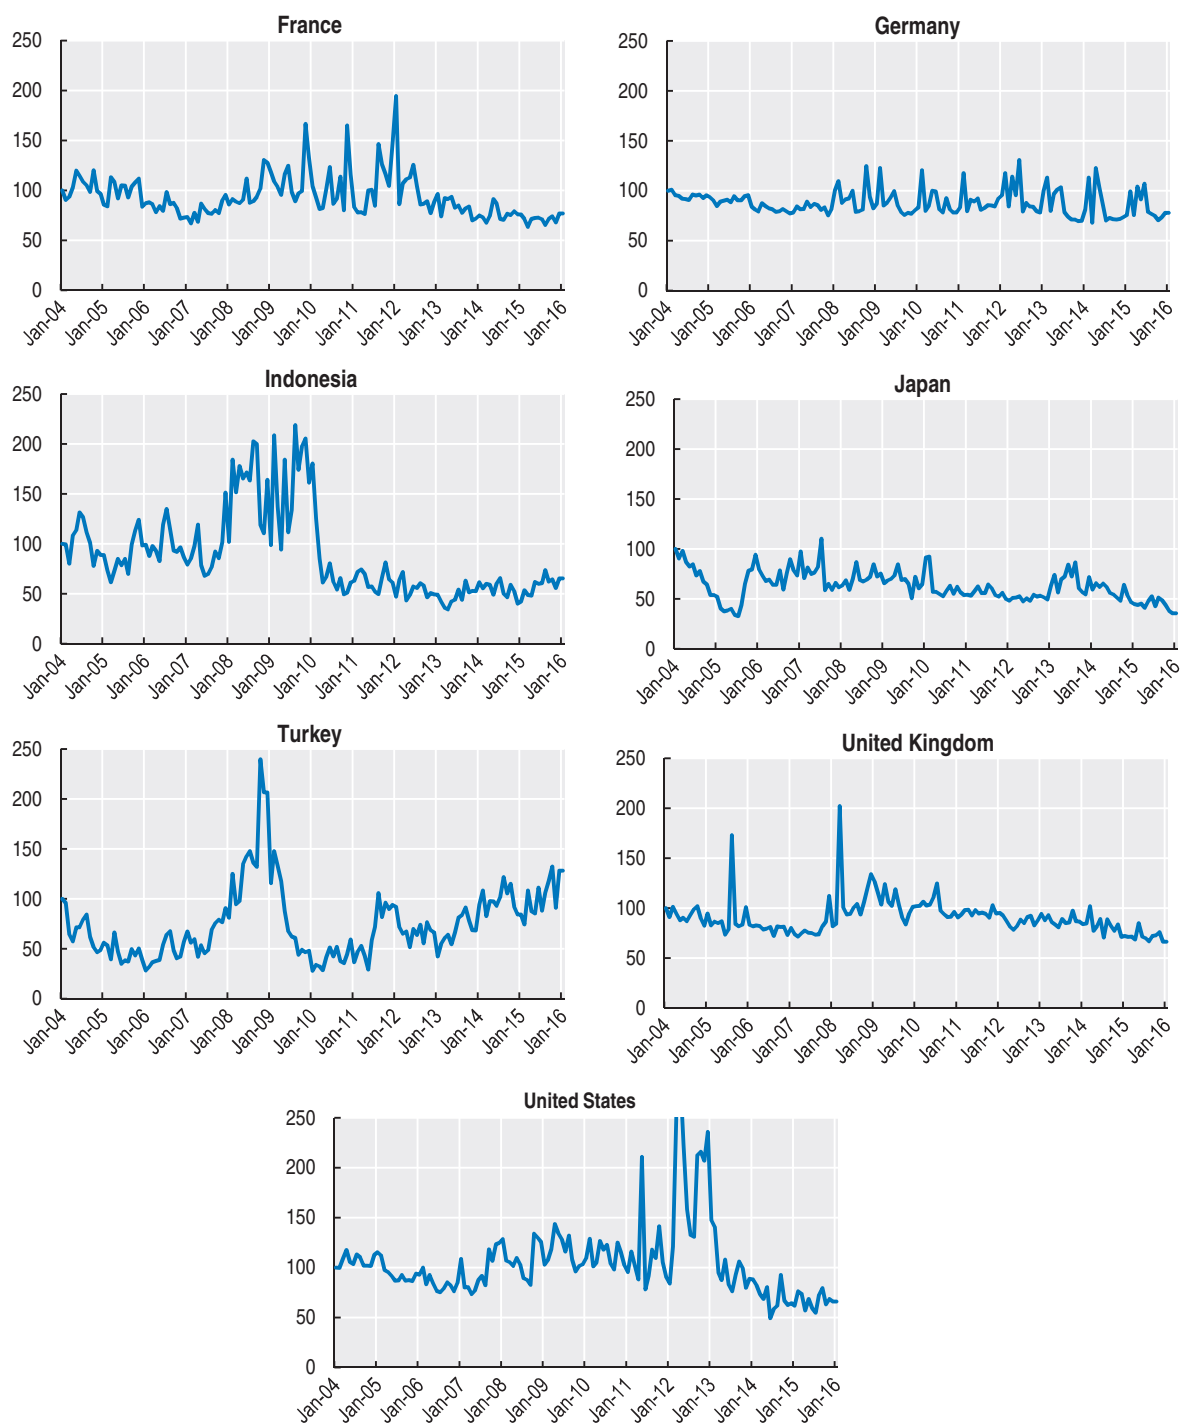 France
250
200
150
100
50
0
Jan-04
Jan-05
Jan-06
Jan-07
Jan-08
Jan-09
Jan-10
Jan-11
Jan-12
Jan-13
Jan-14
Jan-15
Jan-16
Germany
250
200
150
100
50
0
Jan-04
Jan-05
Jan-06
Jan-07
Jan-08
Jan-09
Jan-10
Jan-11
Jan-12
Jan-13
Jan-14
Jan-15
Jan-16
Indonesia
250
200
150
100
50
0
Jan-04
Jan-05
Jan-06
Jan-07
Jan-08
Jan-09
Jan-10
Jan-11
Jan-12
Jan-13
Jan-14
Jan-15
Jan-16
Japan
250
200
150
100
50
0
Jan-04
Jan-05
Jan-06
Jan-07
Jan-08
Jan-09
Jan-10
Jan-11
Jan-12
Jan-13
Jan-14
Jan-15
Jan-16
Turkey
250
200
150
100
50
0
Jan-04
Jan-05
Jan-06
Jan-07
Jan-08
Jan-09
Jan-10
Jan-11
Jan-12
Jan-13
Jan-14
Jan-15
Jan-16
United Kingdom
250
200
150
100
50
0
Jan-04
Jan-05
Jan-06
Jan-07
Jan-08
Jan-09
Jan-10
Jan-11
Jan-12
Jan-13
Jan-14
Jan-15
Jan-16
United States
250
200
150
100
50
0
Jan-04
Jan-05
Jan-06
Jan-07
Jan-08
Jan-09
Jan-10
Jan-11
Jan-12
Jan-13
Jan-14
Jan-15
Jan-16